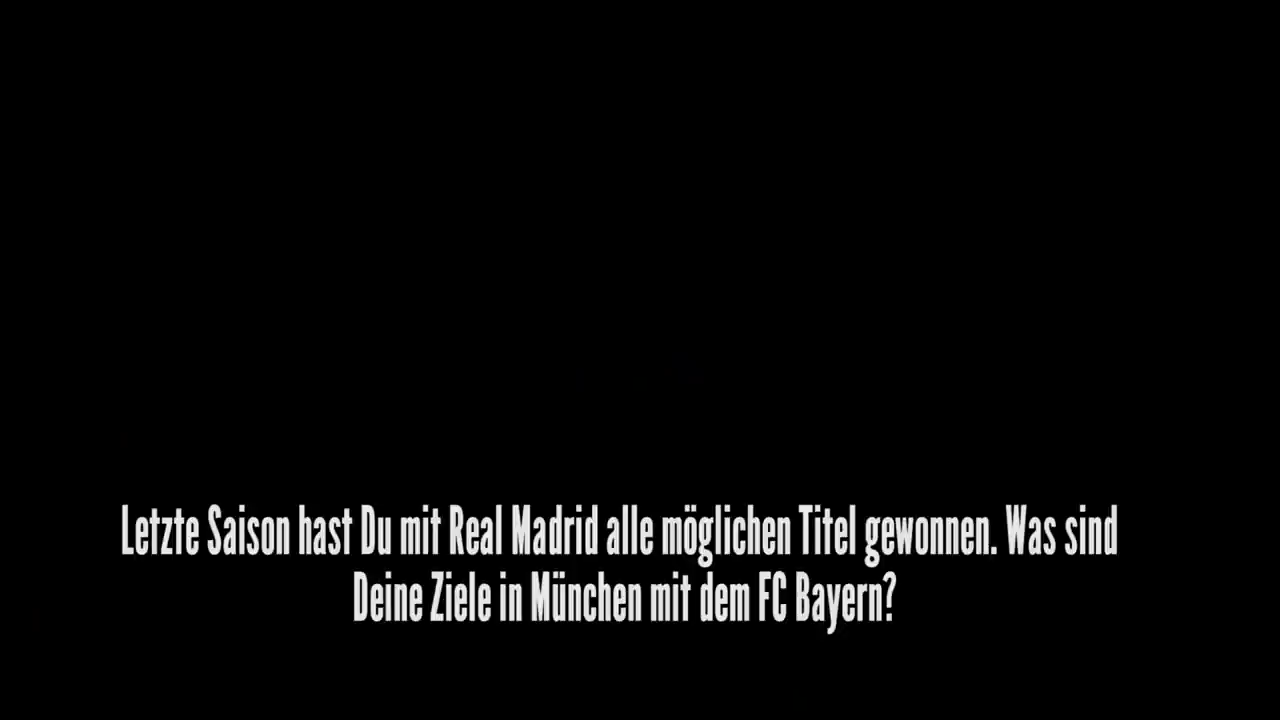 Letzte Saison hast Du mit Real Madrid alle möglichen Titel gewonnen. Was sind
Deine Ziele in München mit dem FC Bayern?